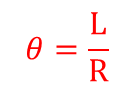 θ = L/R